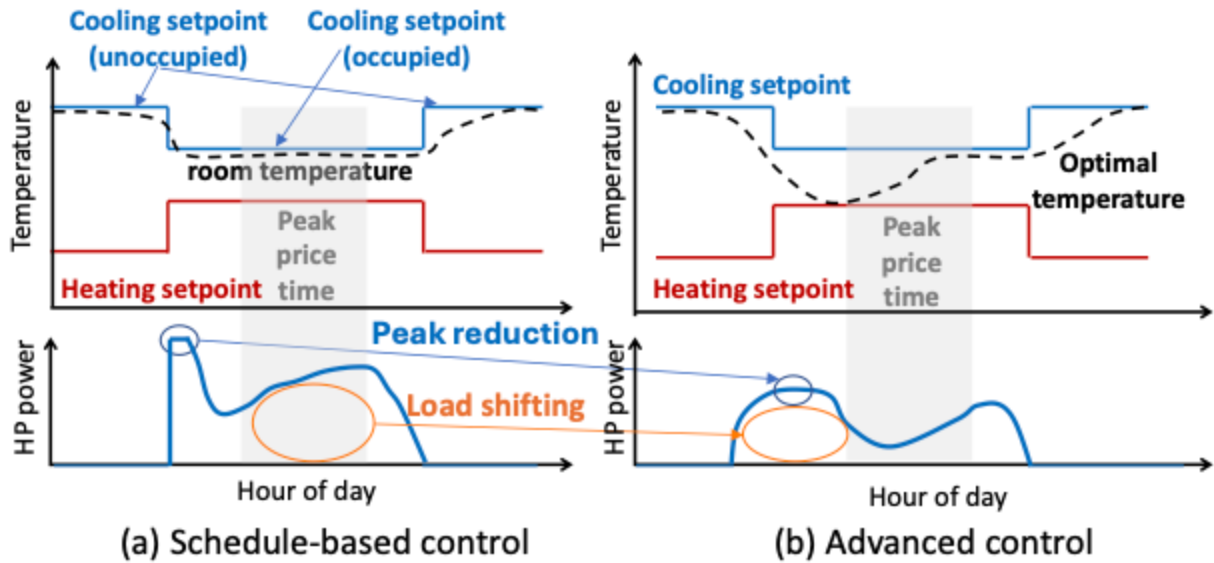 Cooling setpoint
(unoccupied)
Cooling setpoint
(occupied)
Temperature
room temperature
Peak
price
time
Heating setpoint
HP power
Hour of day
(a) Schedule-based control
Peak reduction
Load shifting
Temperature
Cooling setpoint
Optimal
temperature
Peak
price
time
Heating setpoint
HP power
Hour of day
(b) Advanced control